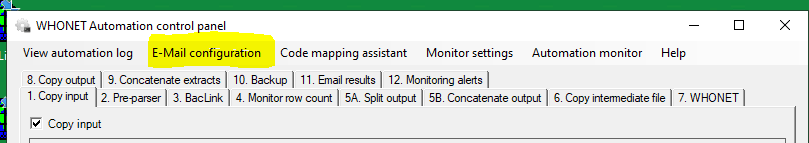 WHONET Automation control panel
View automation log E-Mail configuration Code mapping assistant Monitor settings Automation monitor Help
8. Copy output 9. Concatenate extracts 10. Backup 11. Email results 12. Monitoring alerts
1. Copy input 2. Pre-parser 3. BacLink 4. Monitor row count 5A. Split output 5B. Concatenate output 6. Copy intermediate file 7. WHONET
Copy input